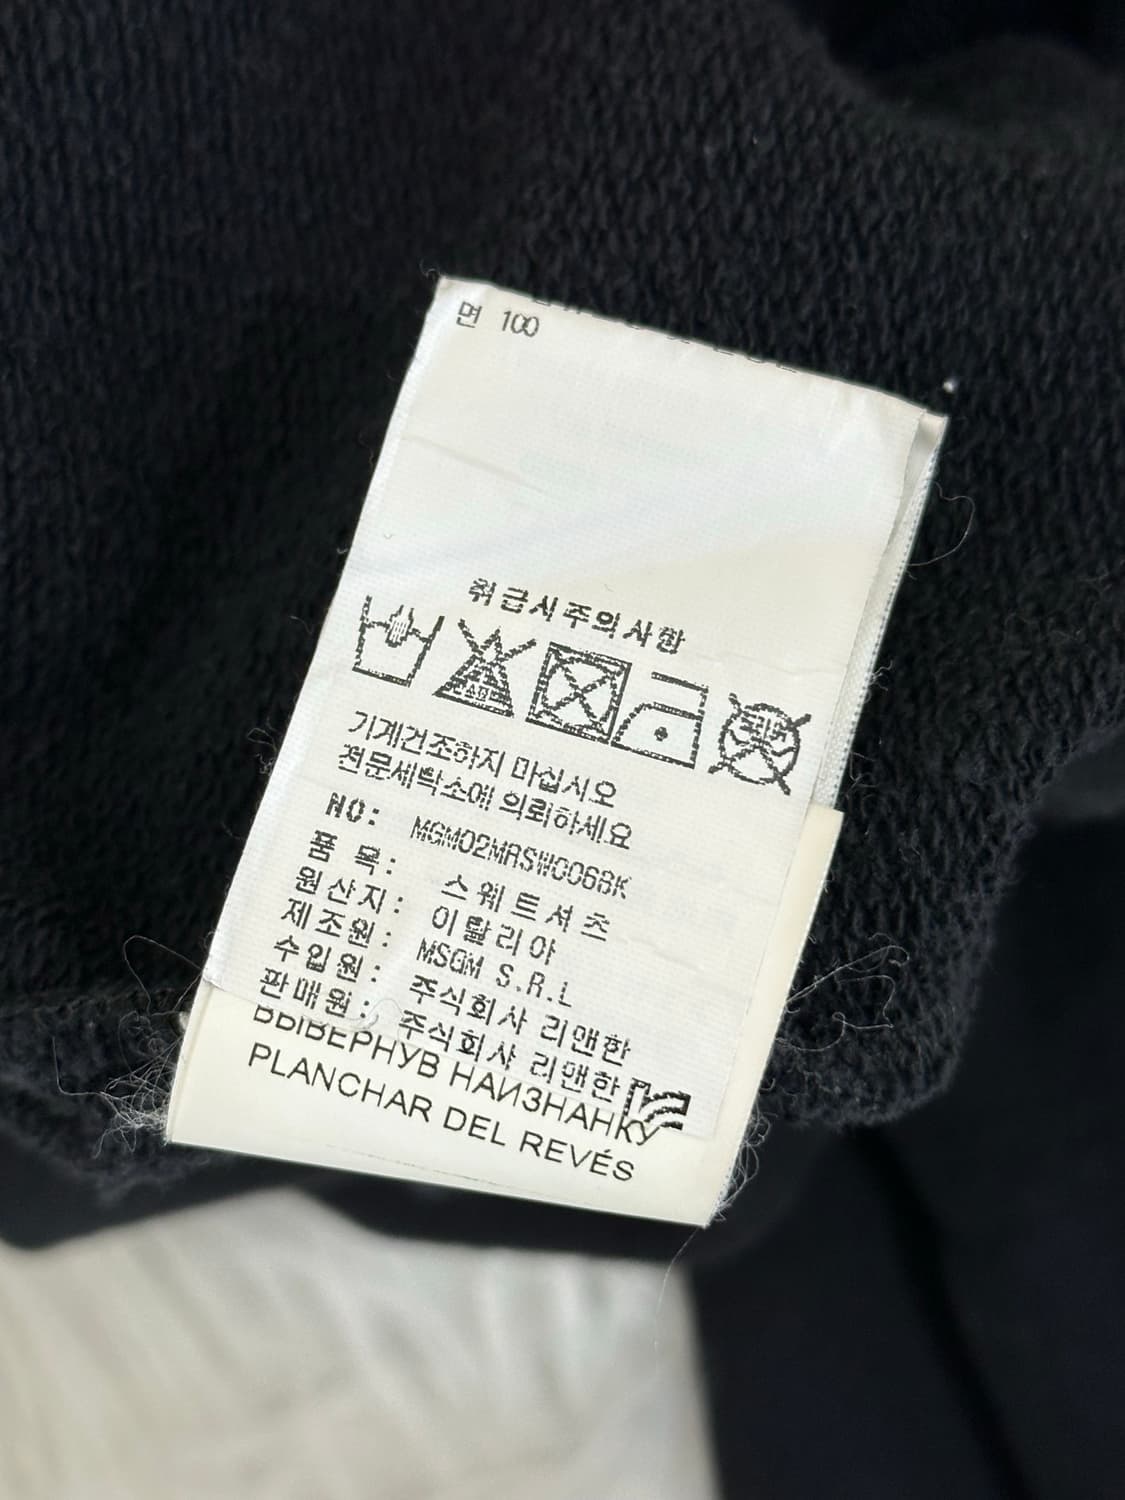 면 100
취급시주의사항
기계건조하지 마십시오
전문세탁소에 의뢰하세요
NO: MGM02MRSW006BK
품 목: 스웨트셔츠
원산지: 이탈리아
제조원: MSGM S.R.L
수입원: 주식회사 리앤한
판매원: 주식회사 리앤한
ВЫВЕРНУВ НАИЗНАНКУ
PLANCHAR DEL REVÉS